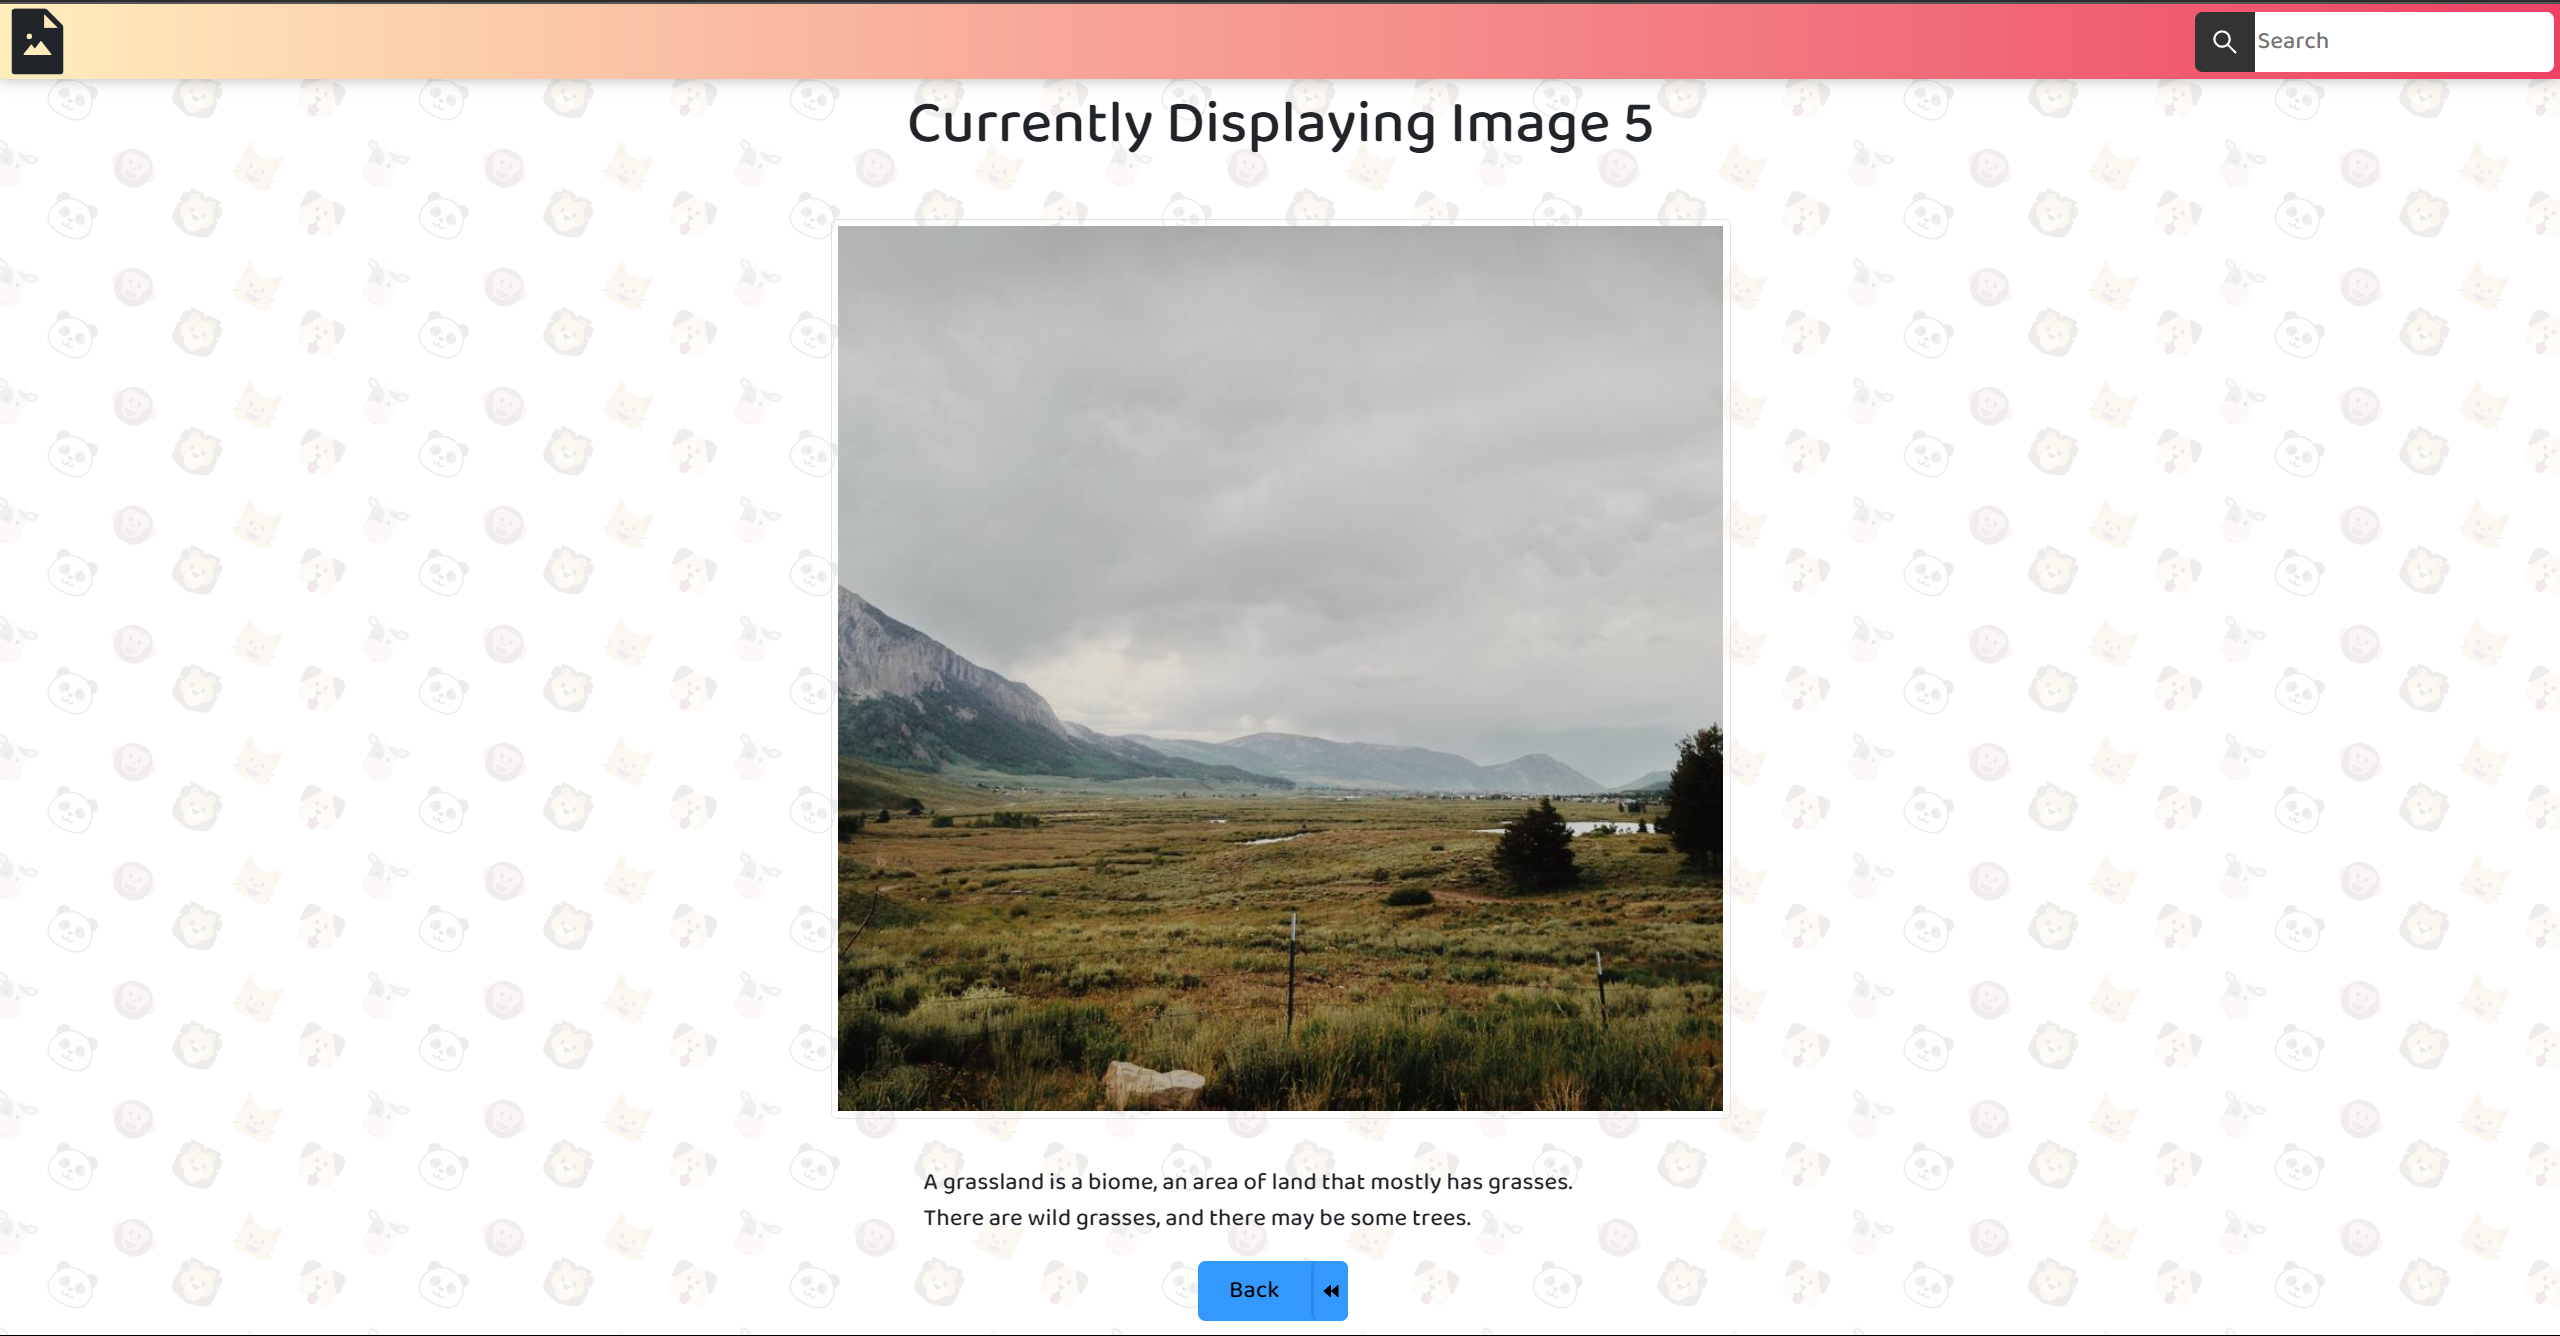 Search
Currently Displaying Image 5
A grassland is a biome, an area of land that mostly has grasses.
There are wild grasses, and there may be some trees.
Back